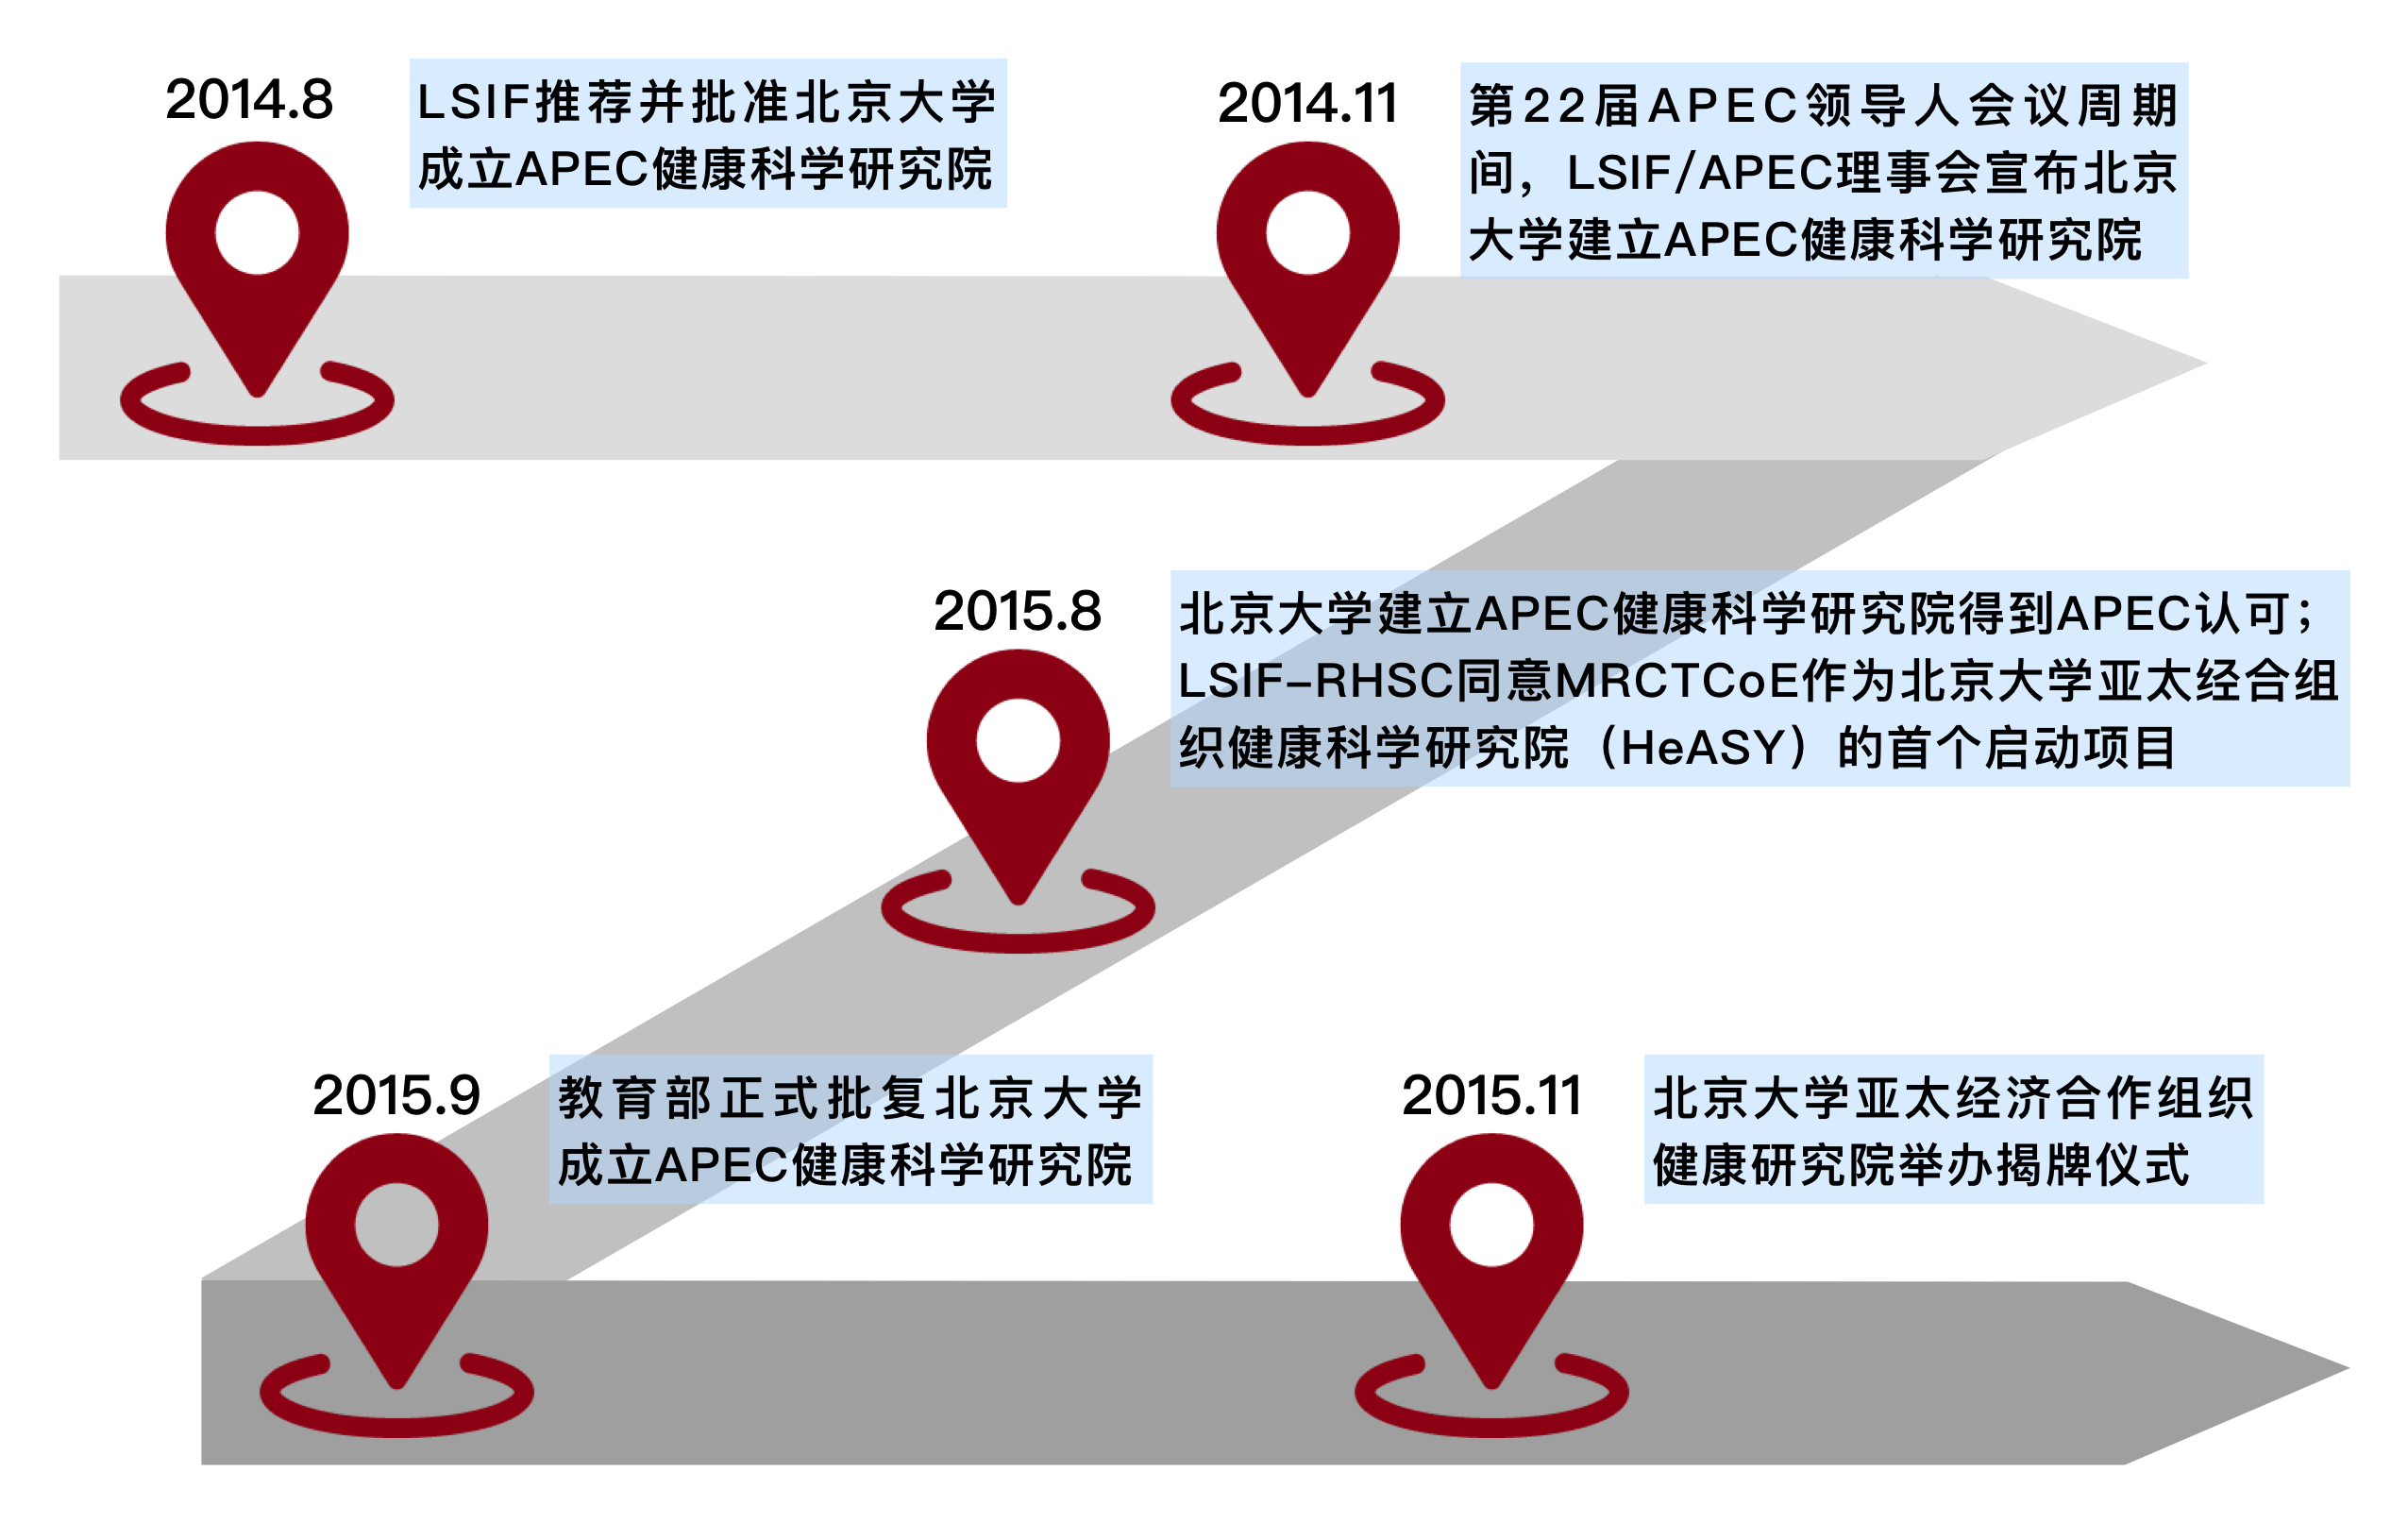 2014.8
LSIF推荐并批准北京大学
成立APEC健康科学研究院
2014.11
第22届APEC领导人会议周期
间，LSIF/APEC理事会宣布北京
大学建立APEC健康科学研究院
2015.8
北京大学建立APEC健康科学研究院得到APEC认可；
LSIF-RHSC同意MRCTCoE作为北京大学亚太经合组
织健康科学研究院（HeASY）的首个启动项目
2015.9
教育部正式批复北京大学
成立APEC健康科学研究院
2015.11
北京大学亚太经济合作组织
健康研究院举办揭牌仪式